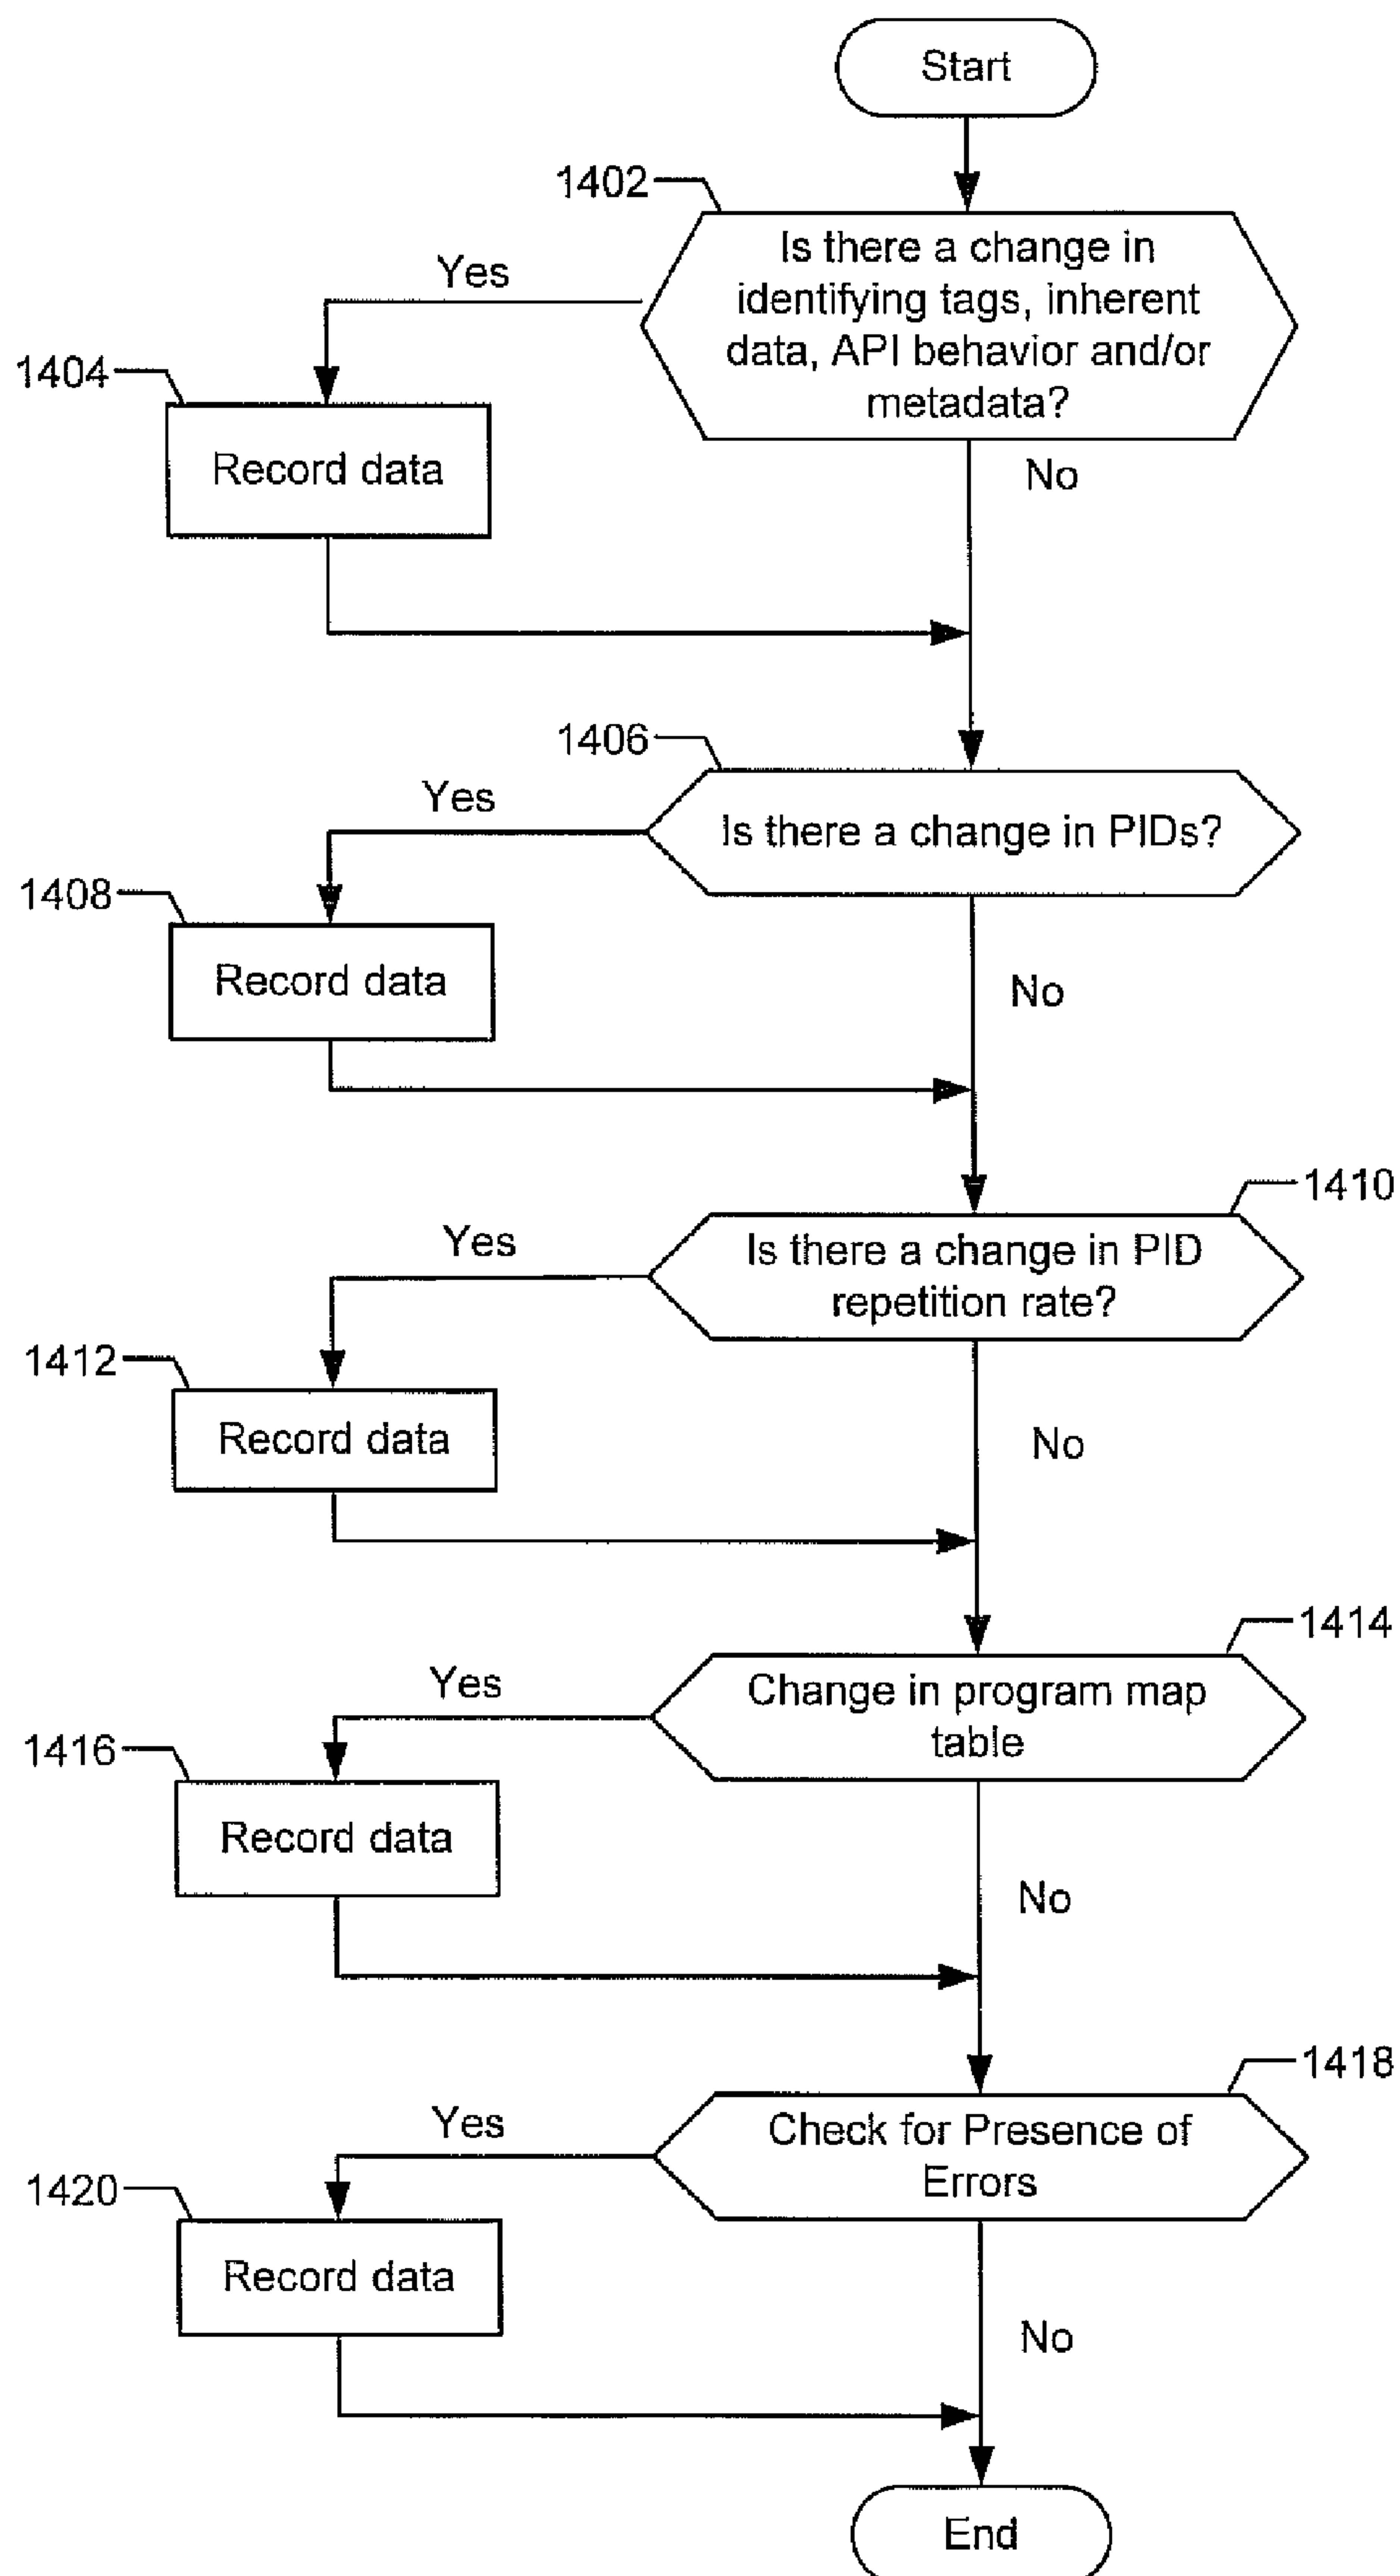 Start
1402
Is there a change in
identifying tags, inherent
data, API behavior and/or
metadata?
Yes
1404
Record data
No
1406
Is there a change in PIDs?
Yes
1408
Record data
No
1410
Is there a change in PID
repetition rate?
Yes
1412
Record data
No
1414
Change in program map
table
Yes
1416
Record data
No
1418
Check for Presence of
Errors
Yes
1420
Record data
No
End